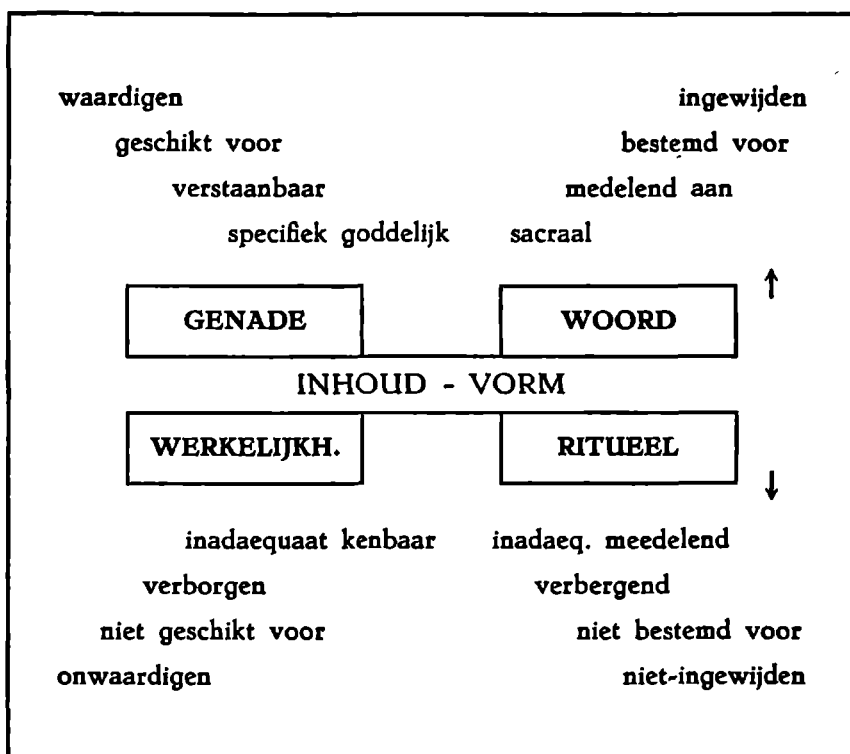 waardigen ingewijden
geschikt voor bestemd voor
verstaanbaar medelend aan
specifiek goddelijk sacraal
GENADE WOORD
INHOUD - VORM
WERKELIJKH. RITUEEL
inadaequaat kenbaar inadaeq. meedelend
verborgen verbergend
niet geschikt voor niet bestemd voor
onwaardigen niet-ingewijden